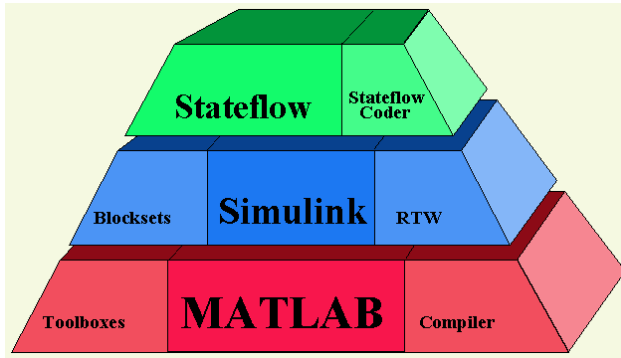 Stateflow
Stateflow
Coder
Blocksets
Simulink
RTW
Toolboxes
MATLAB
Compiler